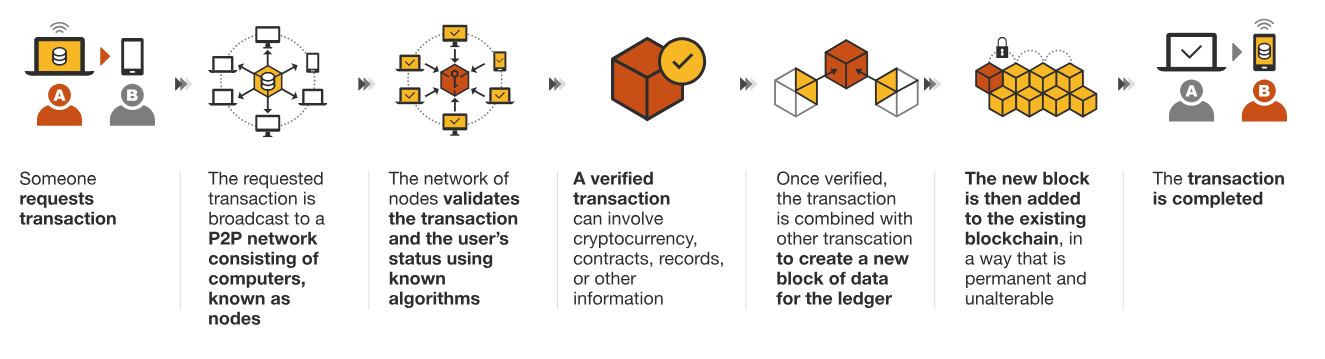 A
B
A
B
Someone
requests
transaction
The requested
transaction is
broadcast to a
P2P network
consisting of
computers,
known as
nodes
The network of
nodes validates
the transaction
and the user's
status using
known
algorithms
A verified
transaction
can involve
cryptocurrency,
contracts, records,
or other
information
Once verified,
the transaction
is combined with
other transcation
to create a new
block of data
for the ledger
The new block
is then added
to the existing
blockchain, in
a way that is
permanent and
unalterable
The transaction
is completed